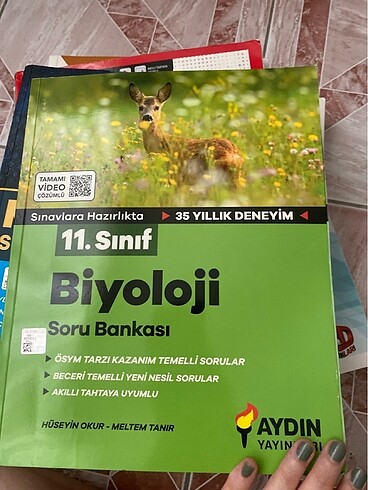 TAMAMI
VİDEO
ÇÖZÜMLÜ
Sınavlara Hazırlıkta
35 YILLIK DENEYİM
11. Sınıf
Biyoloji
Soru Bankası
ÖSYM TARZI KAZANIM TEMELLİ SORULAR
BECERİ TEMELLİ YENİ NESİL SORULAR
AKILLI TAHTAYA UYUMLU
HÜSEYİN OKUR - MELTEM TANIR
AYDIN
YAYINLARI